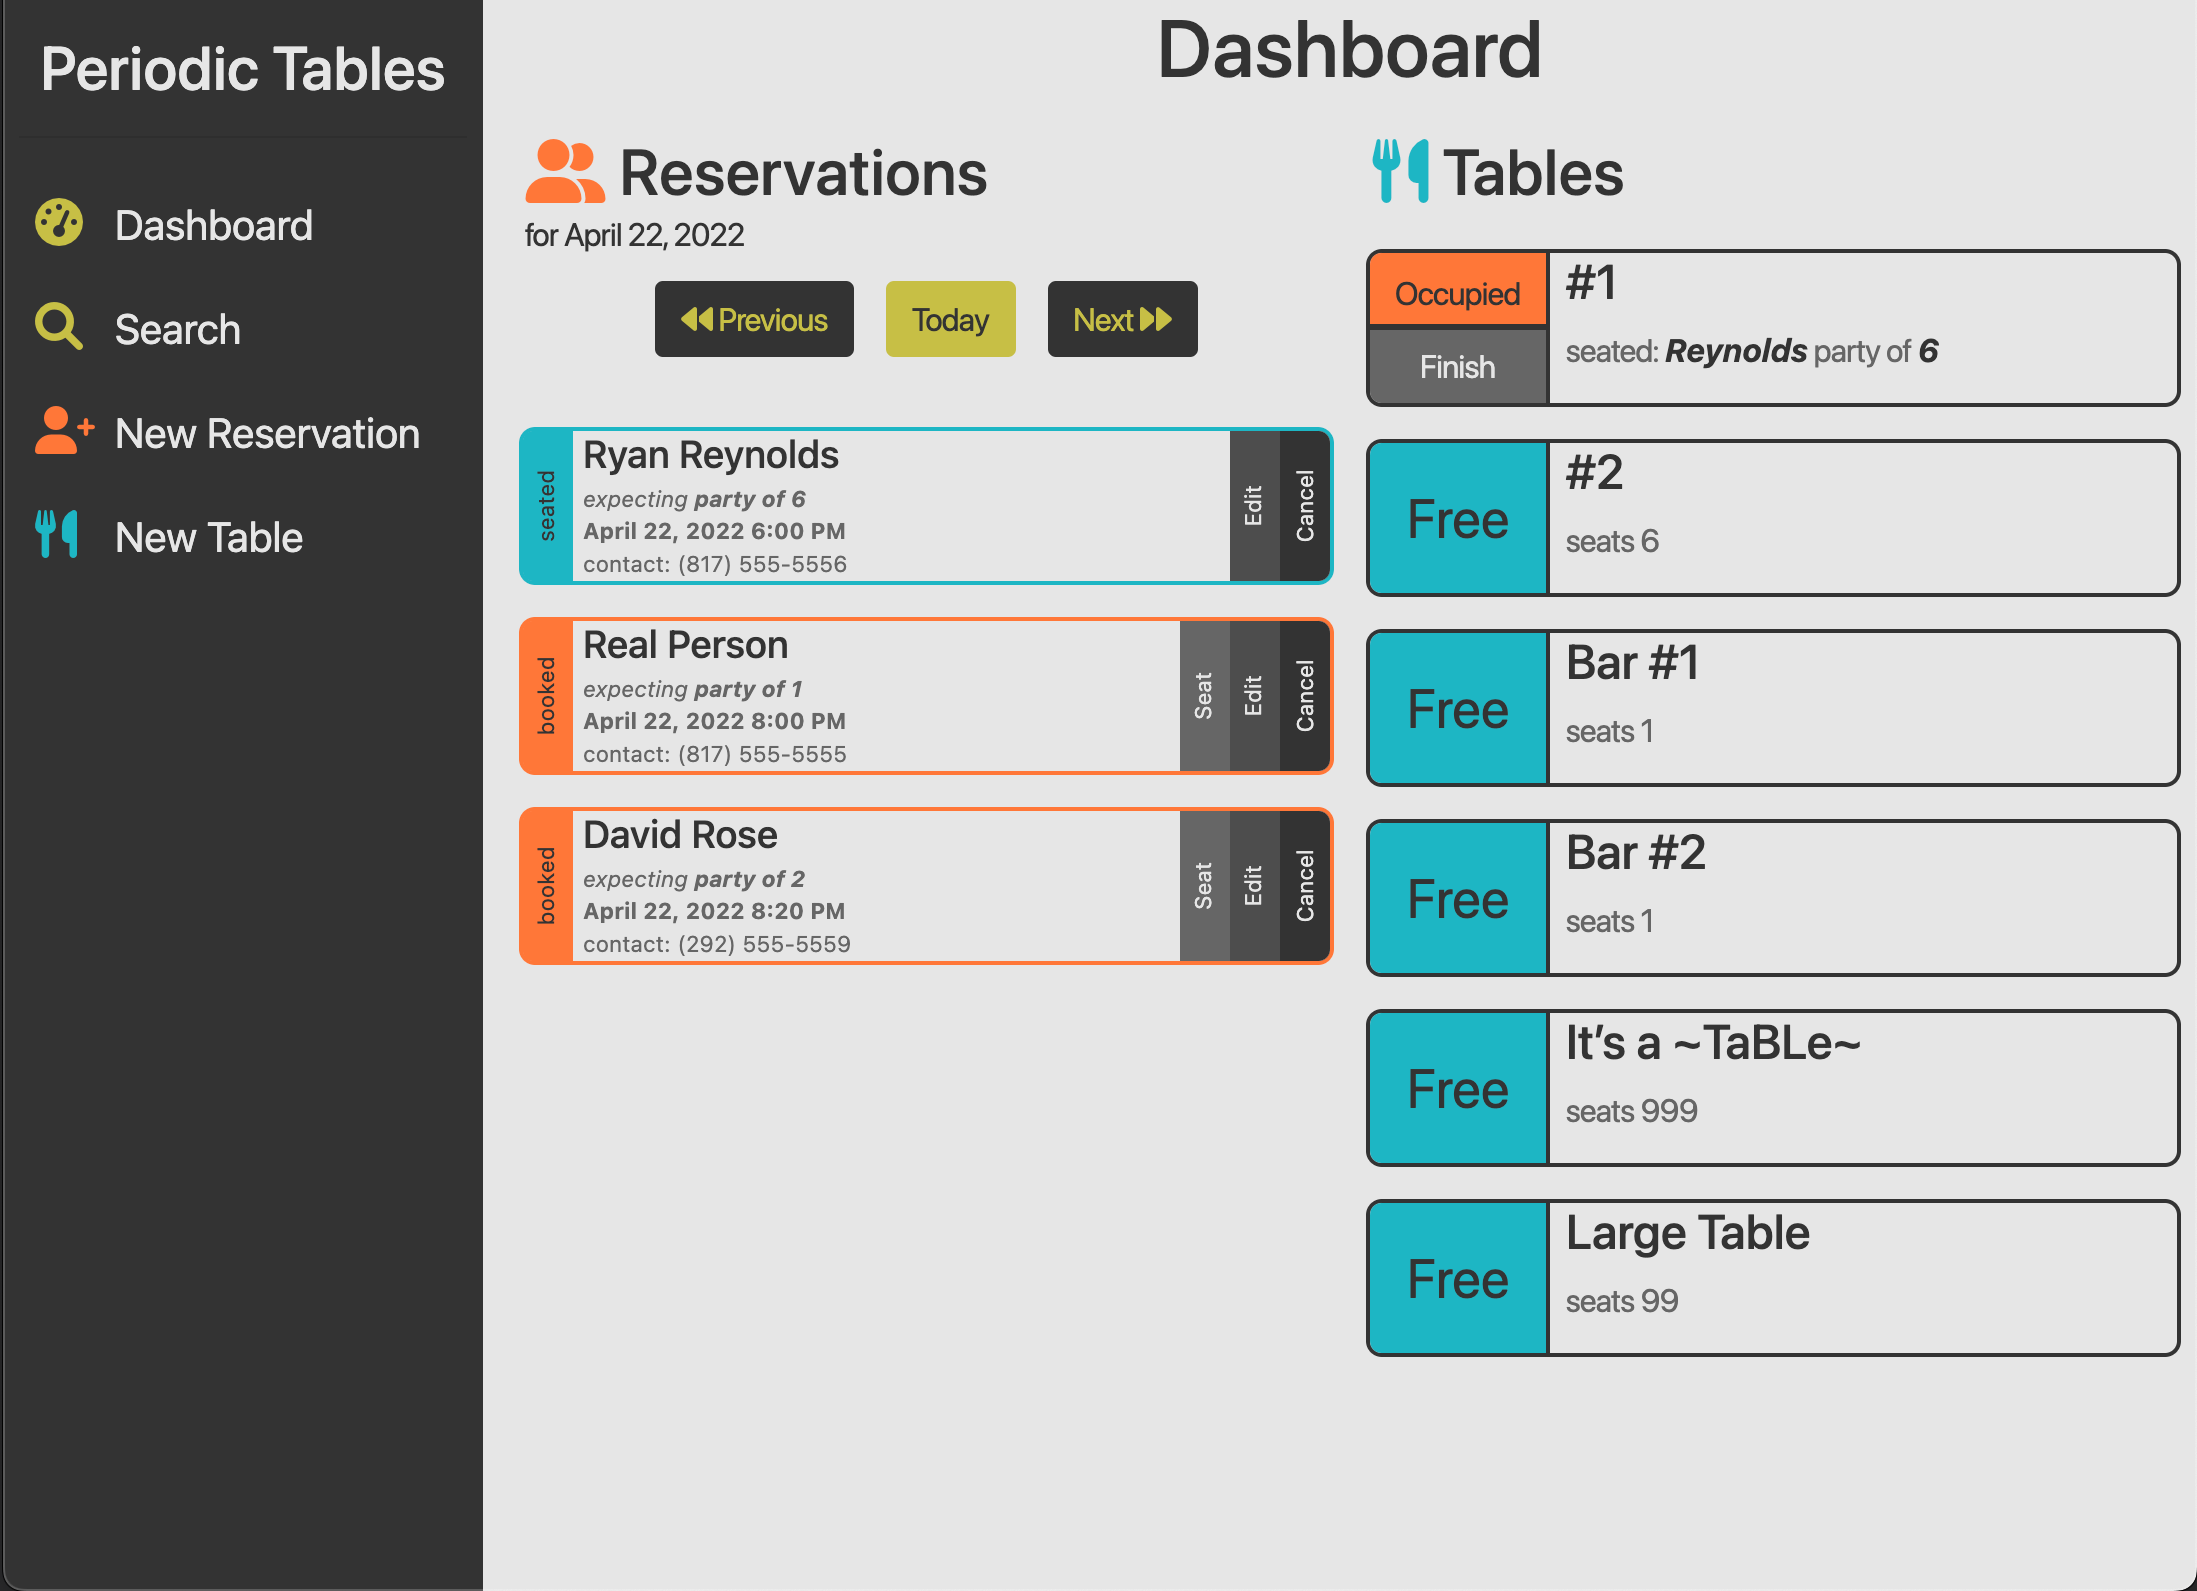 Periodic Tables
Dashboard
Search
New Reservation
New Table
Dashboard
Reservations
for April 22, 2022
Previous
Today
Next
seated
Ryan Reynolds
expecting party of 6
April 22, 2022 6:00 PM
contact: (817) 555-5556
Edit
Cancel
booked
Real Person
expecting party of 1
April 22, 2022 8:00 PM
contact: (817) 555-5555
Seat
Edit
Cancel
booked
David Rose
expecting party of 2
April 22, 2022 8:20 PM
contact: (292) 555-5559
Seat
Edit
Cancel
Tables
Occupied
Finish
#1
seated: Reynolds party of 6
Free
#2
seats 6
Free
Bar #1
seats 1
Free
Bar #2
seats 1
Free
It's a ~TaBLe~
seats 999
Free
Large Table
seats 99